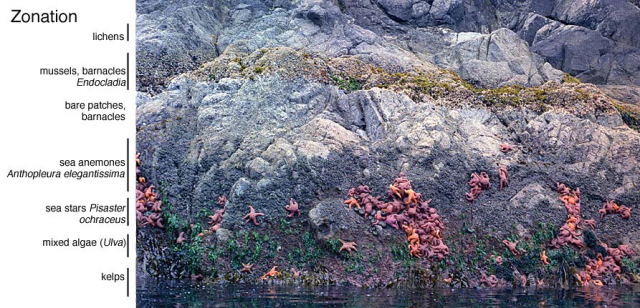 Zonation
lichens
mussels, barnacles
Endocladia
bare patches,
barnacles
sea anemones
Anthopleura elegantissima
sea stars Pisaster
ochraceus
mixed algae (Ulva)
kelps